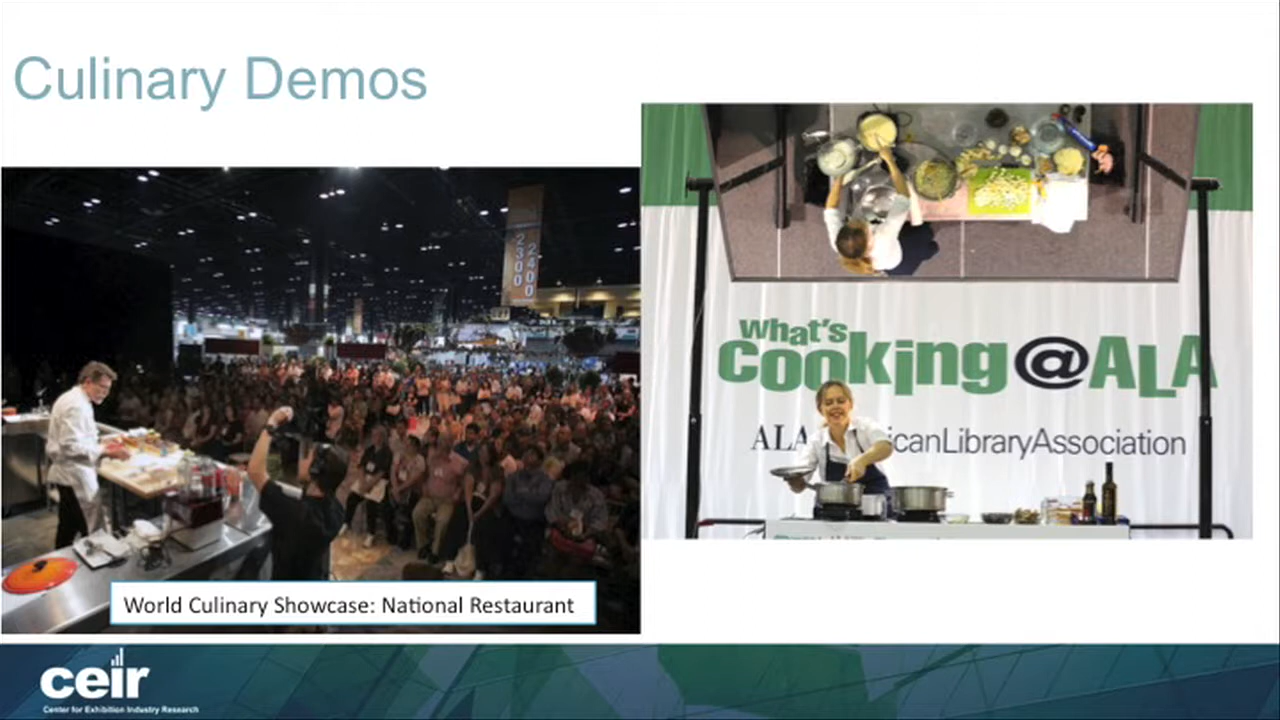 Culinary Demos
2300
2400
What's
cooking@ALA
ALA icanLibraryAssociation
World Culinary Showcase: National Restaurant
ceir
Center for Exhibition Industry Research